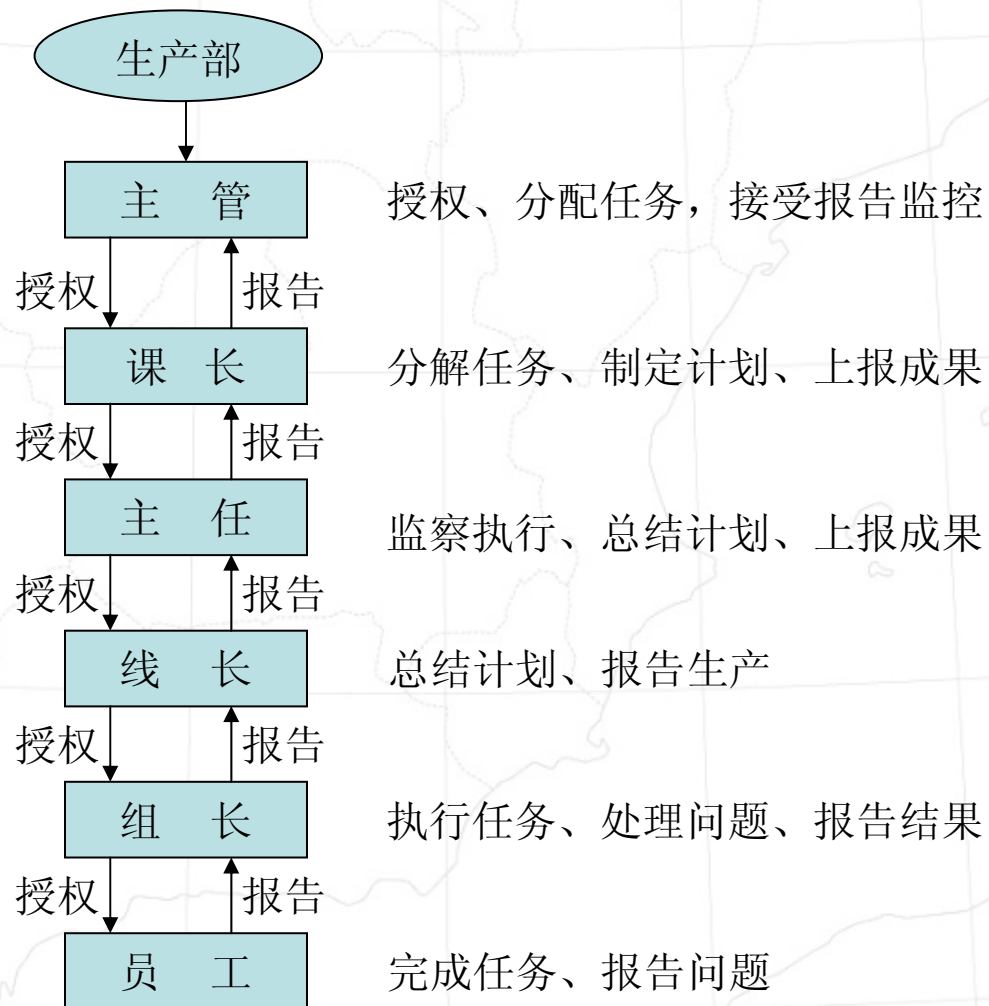 生产部
主 管 授权、分配任务，接受报告监控
授权 报告
课 长 分解任务、制定计划、上报成果
授权 报告
主 任 监察执行、总结计划、上报成果
授权 报告
线 长 总结计划、报告生产
授权 报告
组 长 执行任务、处理问题、报告结果
授权 报告
员 工 完成任务、报告问题